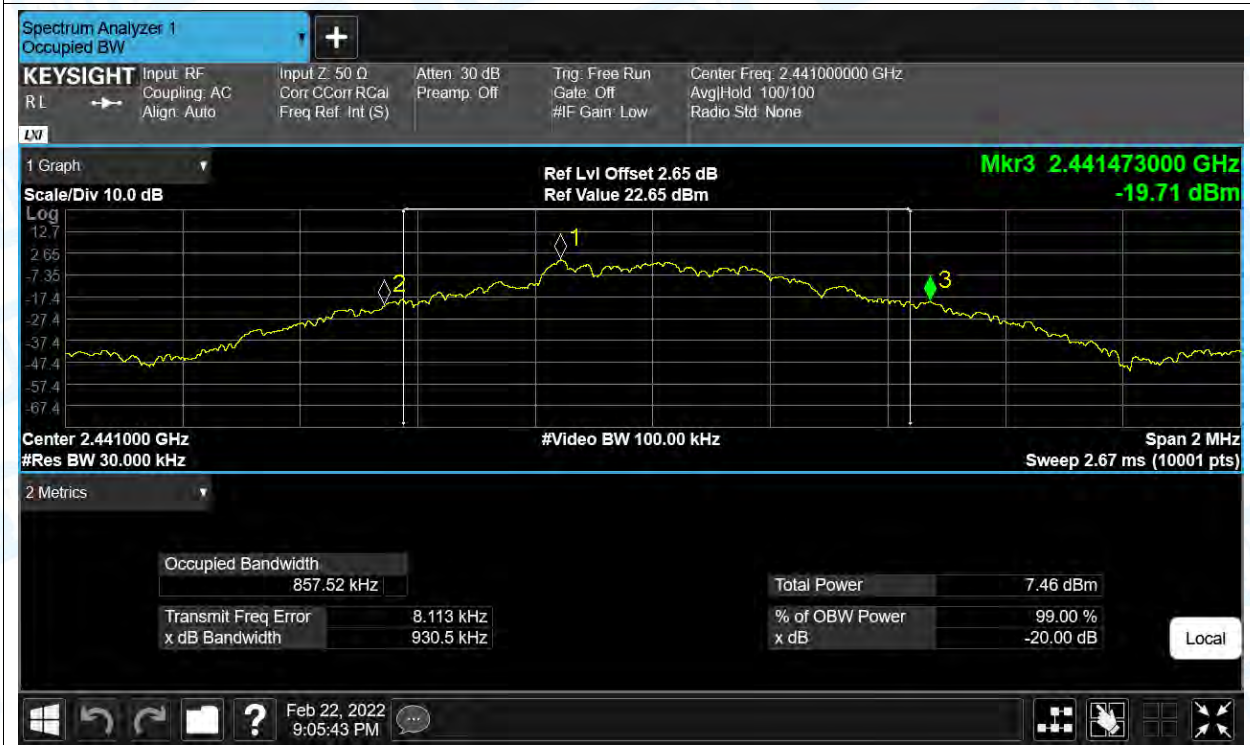 Spectrum Analyzer 1
Occupied BW
+
KEYSIGHT Input: RF Input Z: 50 Ω Atten: 30 dB Trig: Free Run Center Freq: 2.441000000 GHz
RL Coupling: AC Corr CCorr RCal Preamp: Off Gate: Off Avg|Hold: 100/100
Align: Auto Freq Ref: Int (S) #IF Gain: Low Radio Std: None
LXI
1 Graph
Ref Lvl Offset 2.65 dB
Mkr3 2.441473000 GHz
Scale/Div 10.0 dB Ref Value 22.65 dBm -19.71 dBm
Log
12.7
2.65
-7.35
-17.4
-27.4
-37.4
-47.4
-57.4
-67.4
1
2
3
Center 2.441000 GHz #Video BW 100.00 kHz Span 2 MHz
#Res BW 30.000 kHz Sweep 2.67 ms (10001 pts)
2 Metrics
Occupied Bandwidth
857.52 kHz Total Power 7.46 dBm
Transmit Freq Error 8.113 kHz % of OBW Power 99.00 %
x dB Bandwidth 930.5 kHz x dB -20.00 dB
Local
? Feb 22, 2022
9:05:43 PM